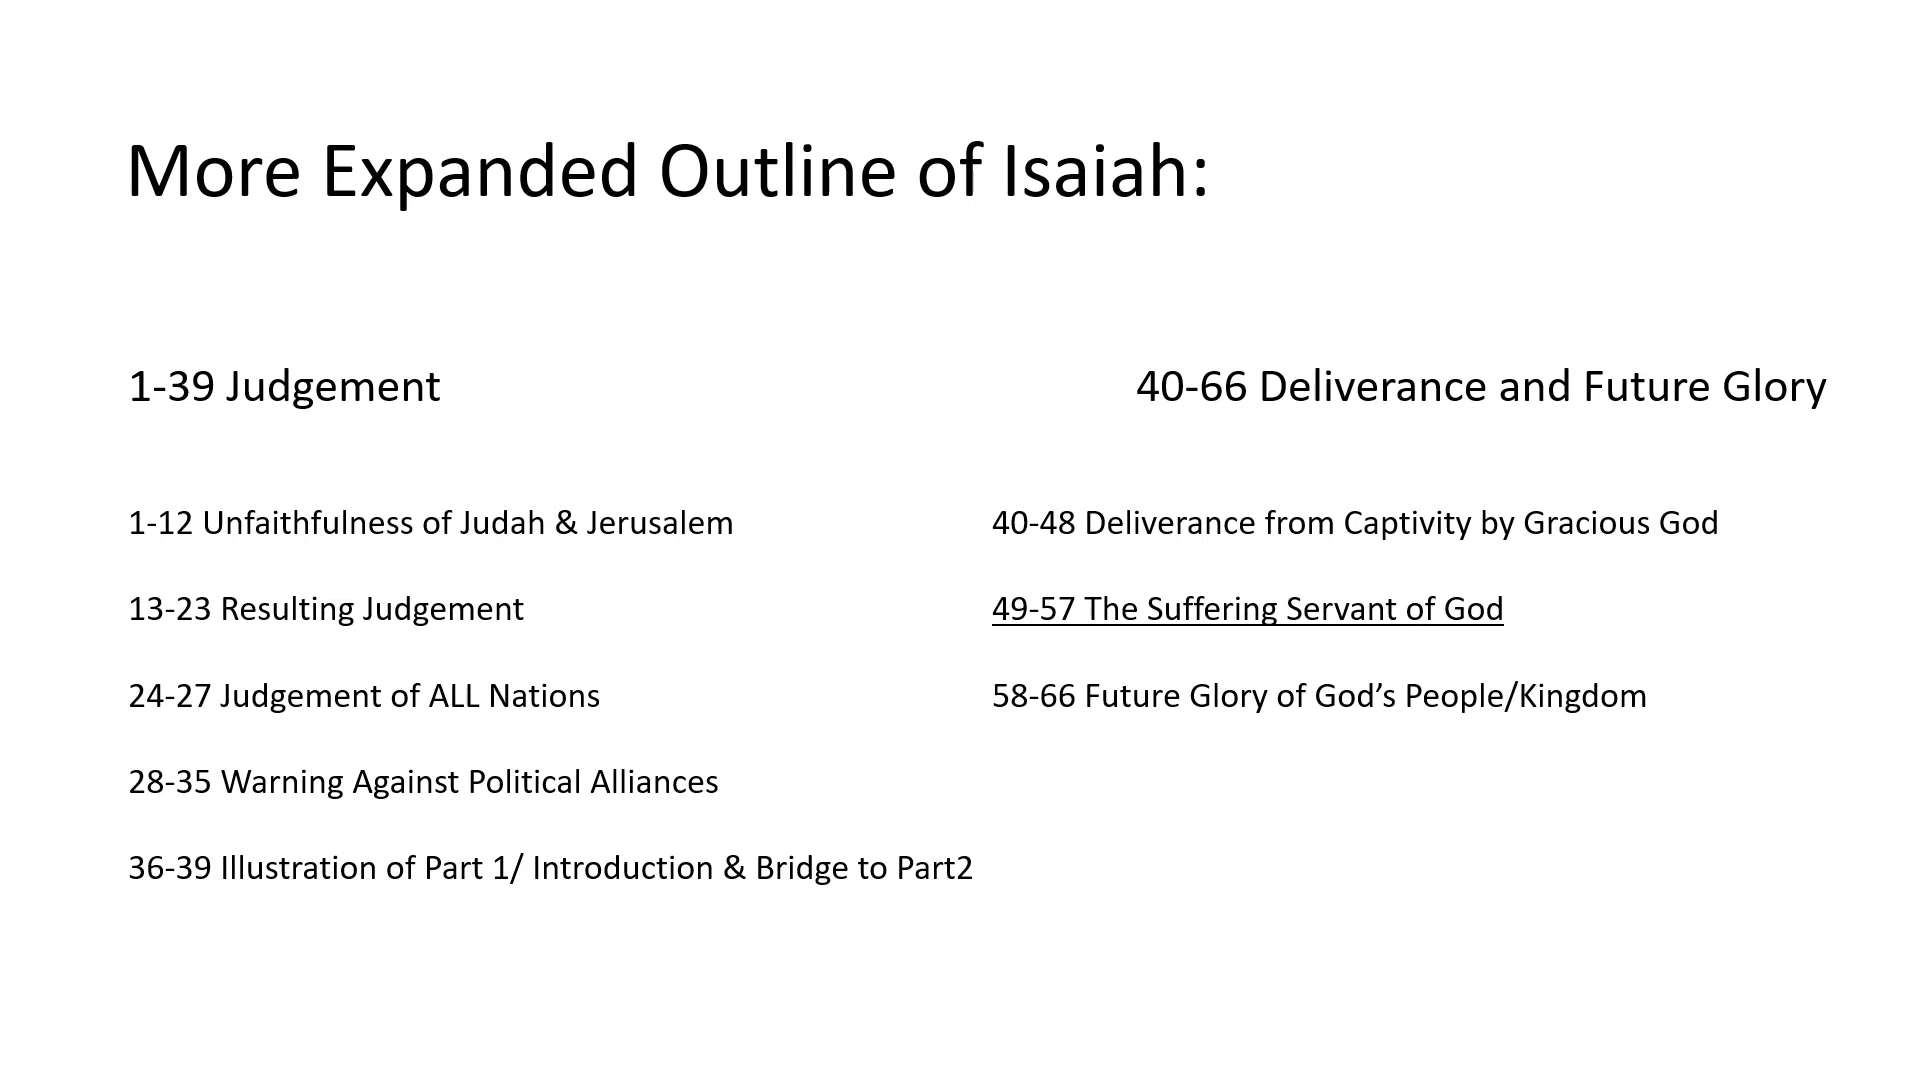 More Expanded Outline of Isaiah:
1-39 Judgement
1-12 Unfaithfulness of Judah & Jerusalem
13-23 Resulting Judgement
24-27 Judgement of ALL Nations
28-35 Warning Against Political Alliances
36-39 Illustration of Part 1/ Introduction & Bridge to Part2
40-66 Deliverance and Future Glory
40-48 Deliverance from Captivity by Gracious God
49-57 The Suffering Servant of God
58-66 Future Glory of God’s People/Kingdom